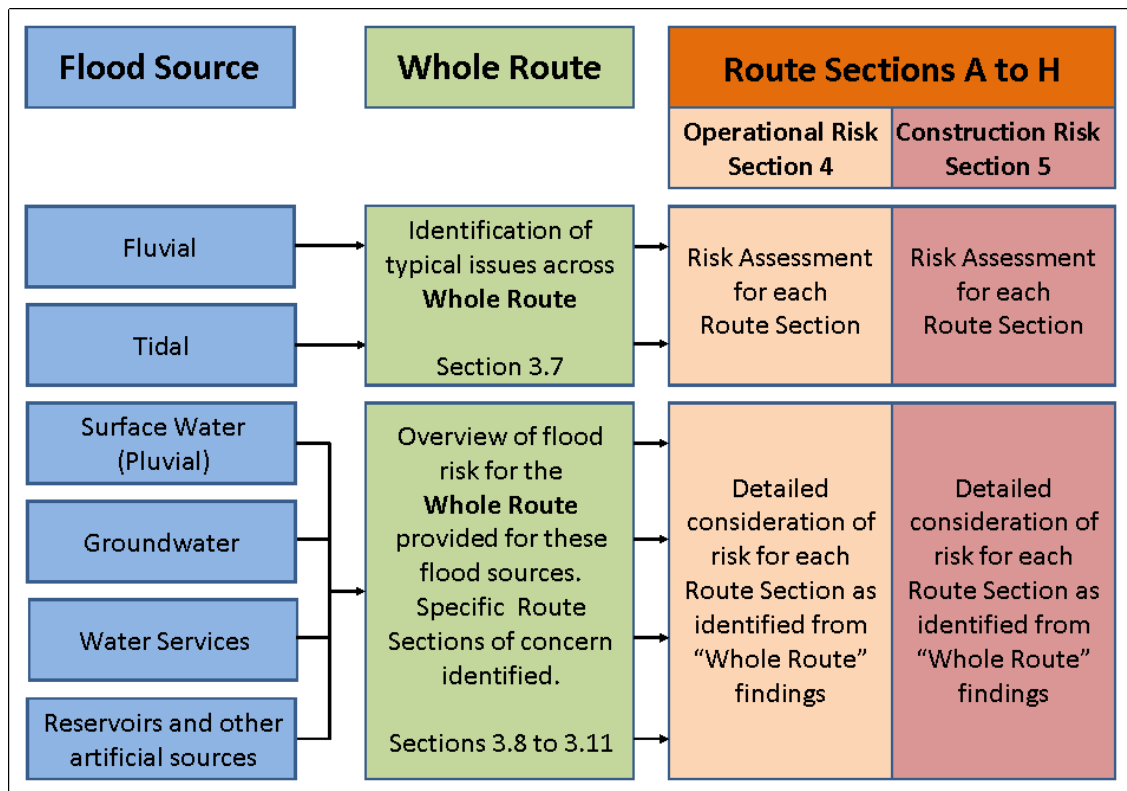 Flood Source
Whole Route
Route Sections A to H
Operational Risk
Section 4
Construction Risk
Section 5
Fluvial
Tidal
Identification of
typical issues across
Whole Route
Section 3.7
Risk Assessment
for each
Route Section
Risk Assessment
for each
Route Section
Surface Water
(Pluvial)
Groundwater
Water Services
Reservoirs and other
artificial sources
Overview of flood
risk for the
Whole Route
provided for these
flood sources.
Specific Route
Sections of concern
identified.
Sections 3.8 to 3.11
Detailed
consideration of
risk for each
Route Section as
identified from
“Whole Route”
findings
Detailed
consideration of
risk for each
Route Section as
identified from
“Whole Route”
findings